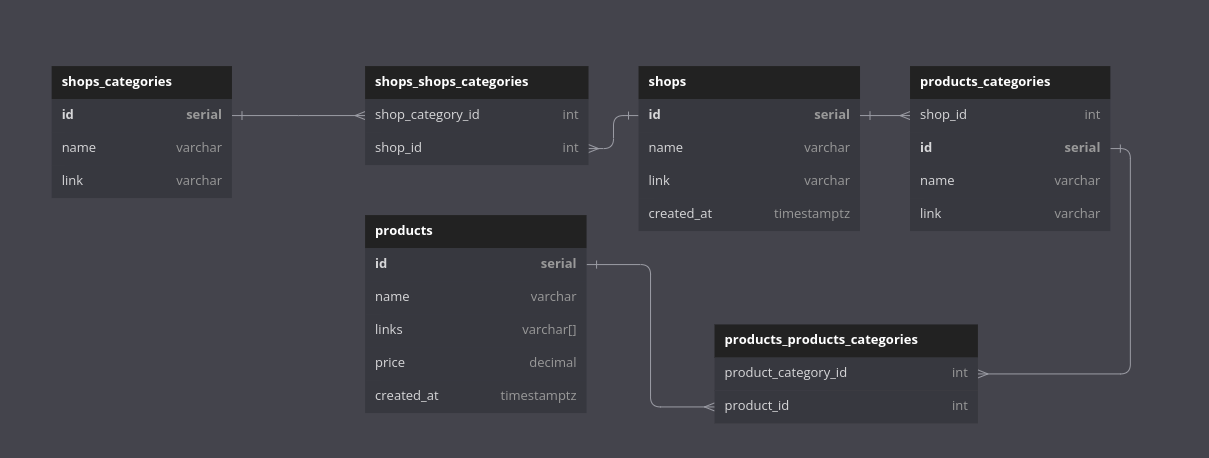 shops_categories
id serial
name varchar
link varchar
shops_shops_categories
shop_category_id int
shop_id int
shops
id serial
name varchar
link varchar
created_at timestamptz
products_categories
shop_id int
id serial
name varchar
link varchar
products
id serial
name varchar
links varchar[]
price decimal
created_at timestamptz
products_products_categories
product_category_id int
product_id int